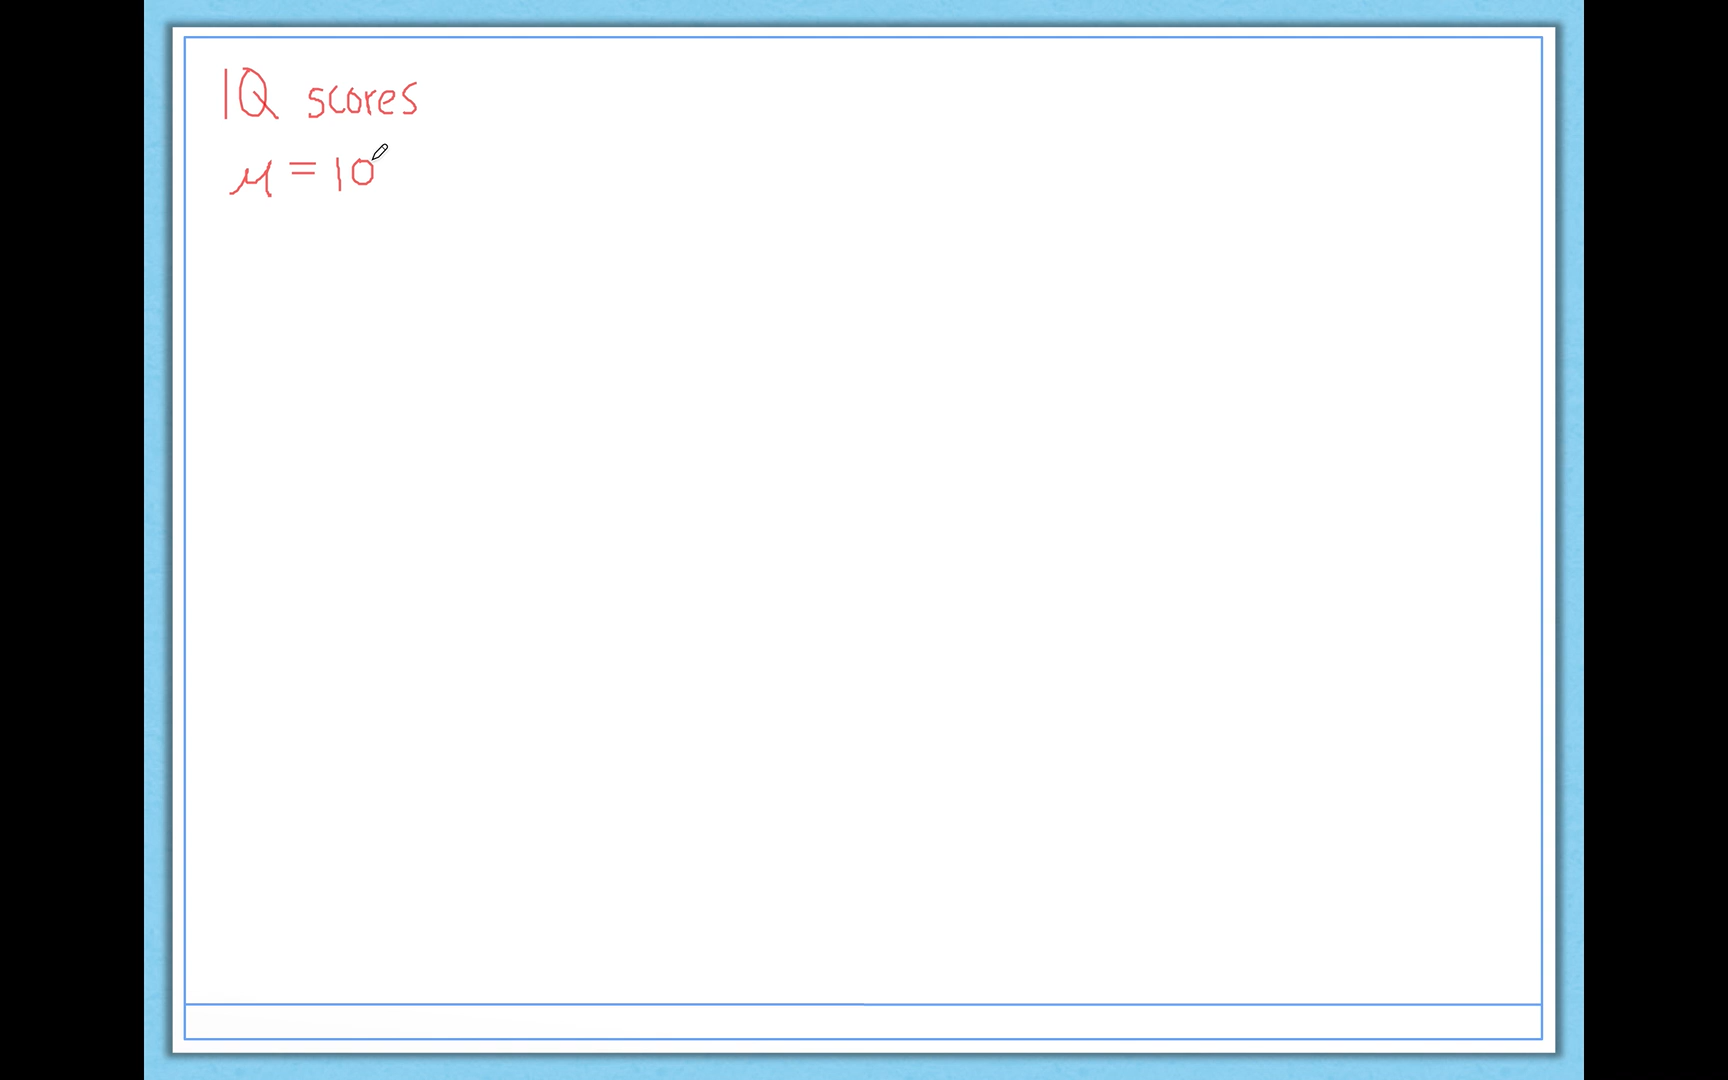 IQ scores
μ = 10